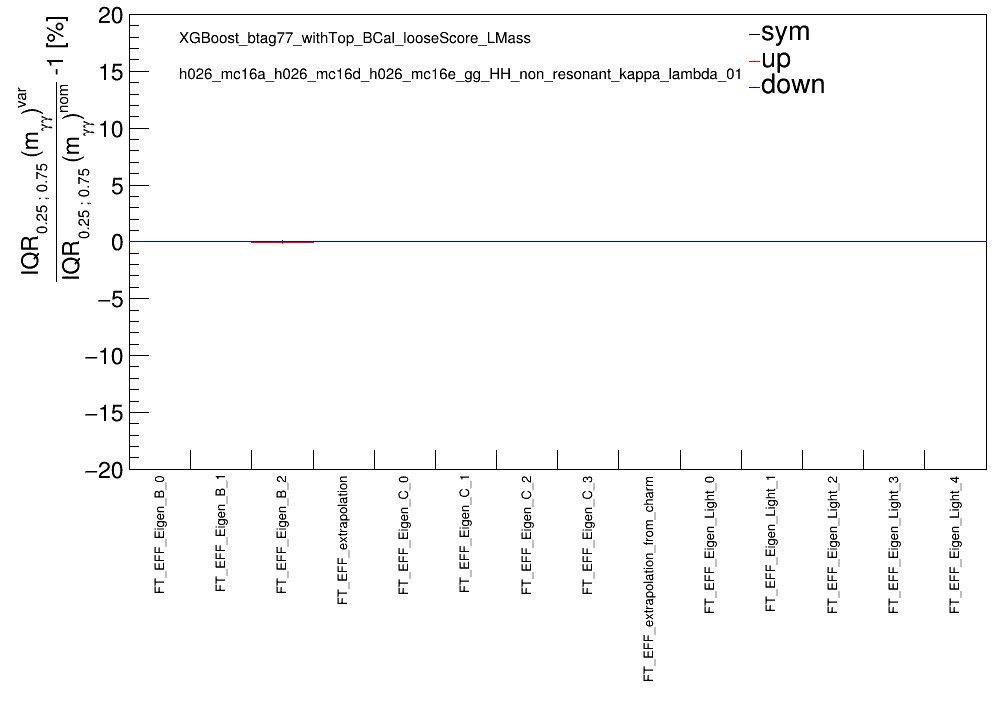 XGBoost_btag77_withTop_BCal_looseScore_LMass
h026_mc16a_h026_mc16d_h026_mc16e_gg_HH_non_resonant_kappa_lambda_01
sym
up
down
IQR0.25 ; 0.75 (mγγ)var
IQR0.25 ; 0.75 (mγγ)nom -1 [%]
20
15
10
5
0
−5
−10
−15
−20
FT_EFF_Eigen_B_0
FT_EFF_Eigen_B_1
FT_EFF_Eigen_B_2
FT_EFF_extrapolation
FT_EFF_Eigen_C_0
FT_EFF_Eigen_C_1
FT_EFF_Eigen_C_2
FT_EFF_Eigen_C_3
FT_EFF_extrapolation_from_charm
FT_EFF_Eigen_Light_0
FT_EFF_Eigen_Light_1
FT_EFF_Eigen_Light_2
FT_EFF_Eigen_Light_3
FT_EFF_Eigen_Light_4